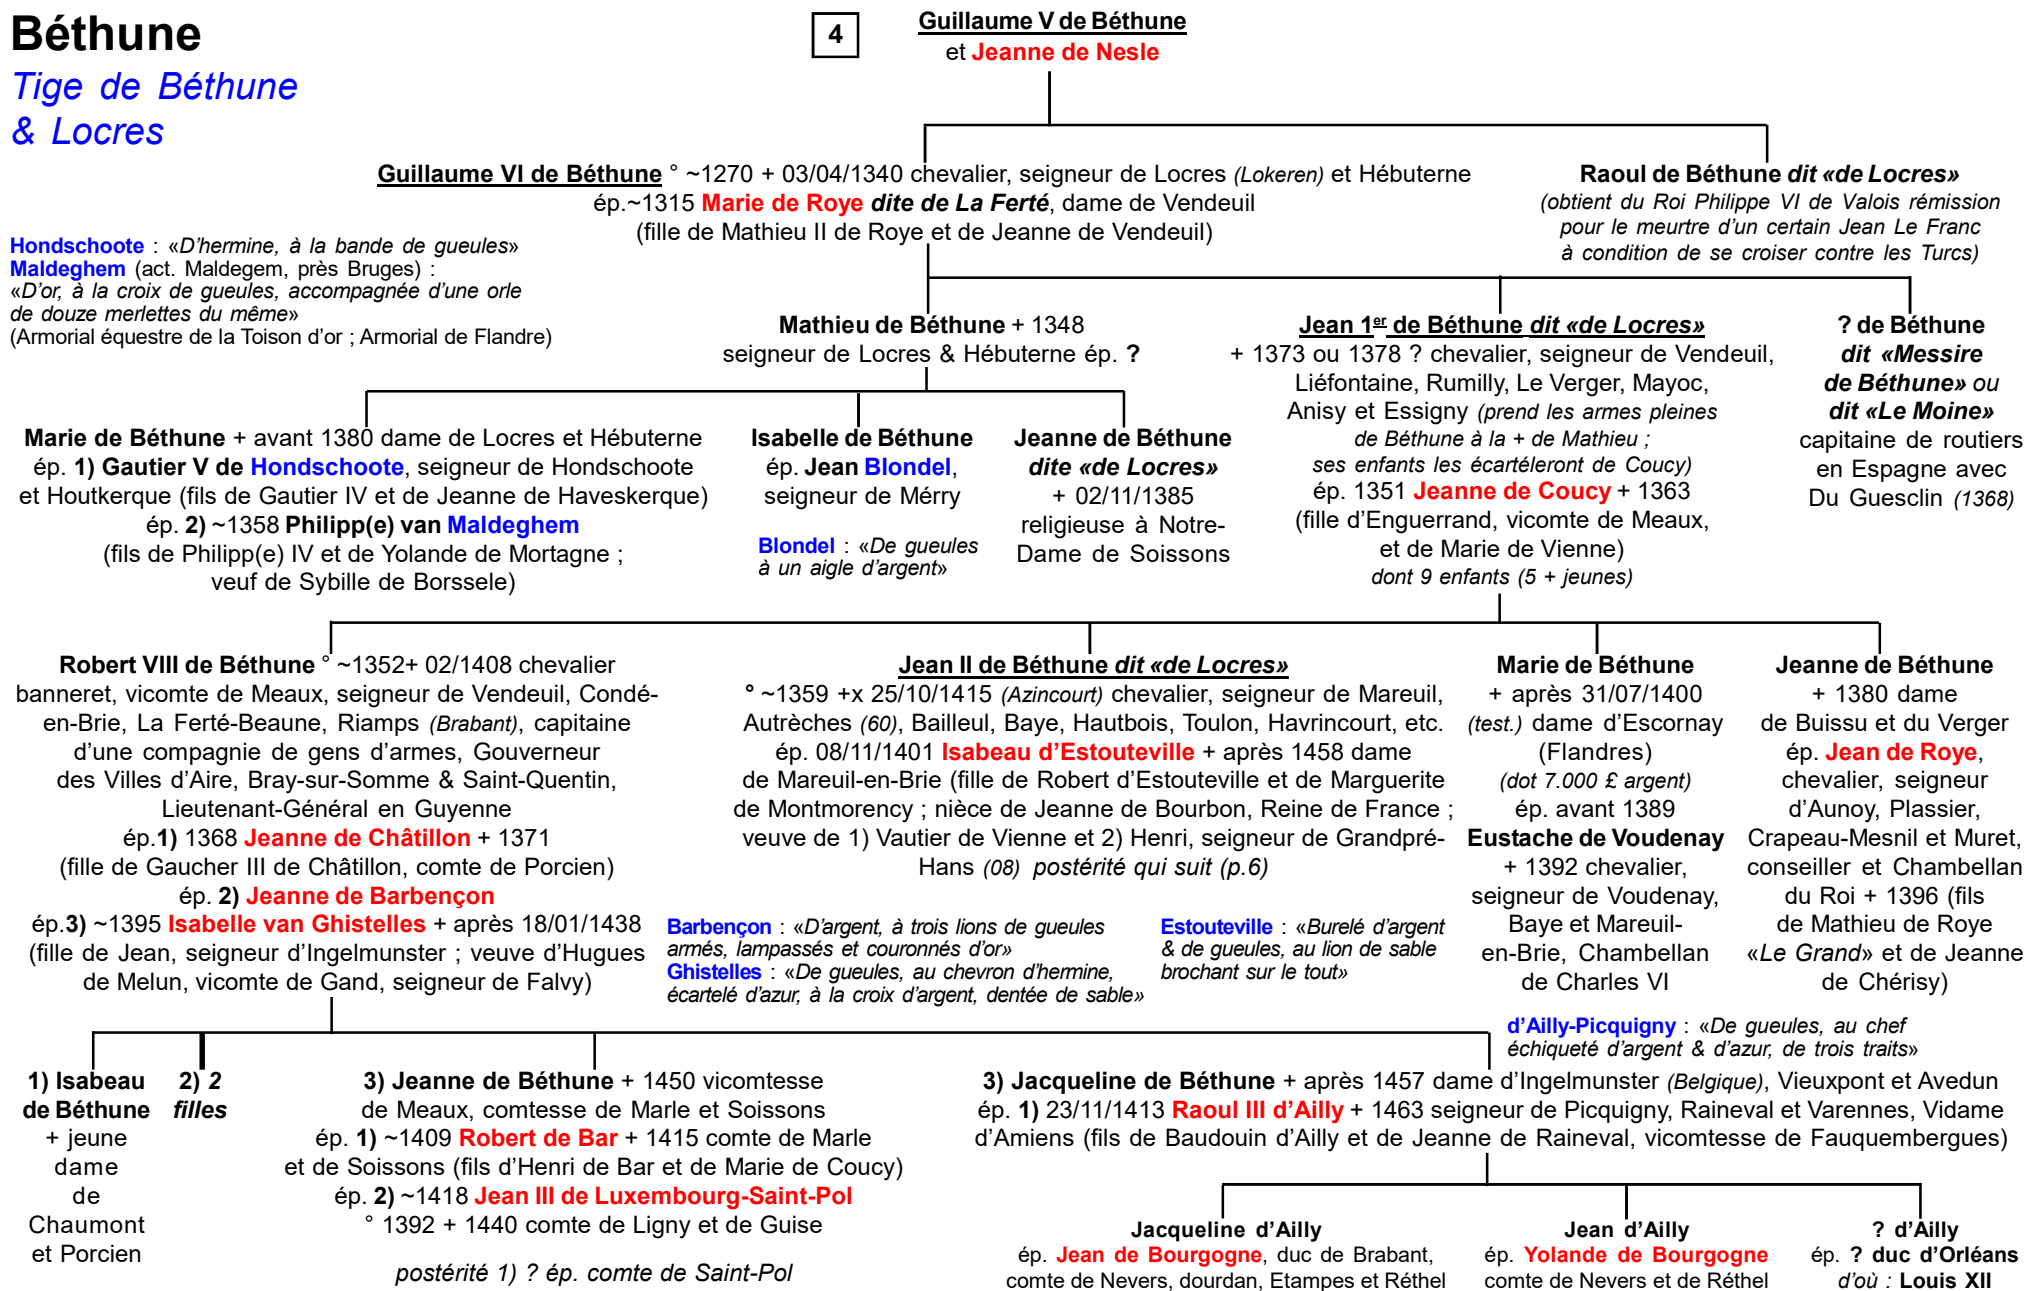 Béthune
Tige de Béthune
& Locres
4
Guillaume V de Béthune
et Jeanne de Nesle
Guillaume VI de Béthune ° ~1270 + 03/04/1340 chevalier, seigneur de Locres (Lokeren) et Hébuterne
ép.~1315 Marie de Roye dite de La Ferté, dame de Vendeuil
(fille de Mathieu II de Roye et de Jeanne de Vendeuil)
Raoul de Béthune dit «de Locres»
(obtient du Roi Philippe VI de Valois rémission
pour le meurtre d’un certain Jean Le Franc
à condition de se croiser contre les Turcs)
Hondschoote : «D’hermine, à la bande de gueules»
Maldeghem (act. Maldegem, près Bruges) :
«D’or, à la croix de gueules, accompagnée d’une orle
de douze merlettes du même»
(Armorial équestre de la Toison d’or ; Armorial de Flandre)
Mathieu de Béthune + 1348
seigneur de Locres & Hébuterne ép. ?
Jean 1er de Béthune dit «de Locres»
+ 1373 ou 1378 ? chevalier, seigneur de Vendeuil,
Liéfontaine, Rumilly, Le Verger, Mayoc,
Anisy et Essigny (prend les armes pleines
de Béthune à la + de Mathieu ;
ses enfants les écartéleront de Coucy)
ép. 1351 Jeanne de Coucy + 1363
(fille d’Enguerrand, vicomte de Meaux,
et de Marie de Vienne)
dont 9 enfants (5 + jeunes)
? de Béthune
dit «Messire
de Béthune» ou
dit «Le Moine»
capitaine de routiers
en Espagne avec
Du Guesclin (1368)
Marie de Béthune + avant 1380 dame de Locres et Hébuterne
ép. 1) Gautier V de Hondschoote, seigneur de Hondschoote
et Houtkerque (fils de Gautier IV et de Jeanne de Haveskerque)
ép. 2) ~1358 Philipp(e) van Maldeghem
(fils de Philipp(e) IV et de Yolande de Mortagne ;
veuf de Sybille de Borssele)
Isabelle de Béthune
ép. Jean Blondel,
seigneur de Mérry
Blondel : «De gueules
à un aigle d’argent»
Jeanne de Béthune
dite «de Locres»
+ 02/11/1385
religieuse à Notre-
Dame de Soissons
Robert VIII de Béthune ° ~1352+ 02/1408 chevalier
banneret, vicomte de Meaux, seigneur de Vendeuil, Condé-
en-Brie, La Ferté-Beaune, Riamps (Brabant), capitaine
d’une compagnie de gens d’armes, Gouverneur
des Villes d’Aire, Bray-sur-Somme & Saint-Quentin,
Lieutenant-Général en Guyenne
ép.1) 1368 Jeanne de Châtillon + 1371
(fille de Gaucher III de Châtillon, comte de Porcien)
ép. 2) Jeanne de Barbençon
ép.3) ~1395 Isabelle van Ghistelles + après 18/01/1438
(fille de Jean, seigneur d’Ingelmunster ; veuve d’Hugues
de Melun, vicomte de Gand, seigneur de Falvy)
Jean II de Béthune dit «de Locres»
° ~1359 +x 25/10/1415 (Azincourt) chevalier, seigneur de Mareuil,
Autrèches (60), Bailleul, Baye, Hautbois, Toulon, Havrincourt, etc.
ép. 08/11/1401 Isabeau d’Estouteville + après 1458 dame
de Mareuil-en-Brie (fille de Robert d’Estouteville et de Marguerite
de Montmorency ; nièce de Jeanne de Bourbon, Reine de France ;
veuve de 1) Vautier de Vienne et 2) Henri, seigneur de Grandpré-
Hans (08) postérité qui suit (p.6)
Marie de Béthune
+ après 31/07/1400
(test.) dame d’Escornay
(Flandres)
(dot 7.000 £ argent)
ép. avant 1389
Eustache de Voudenay
+ 1392 chevalier,
seigneur de Voudenay,
Baye et Mareuil-
en-Brie, Chambellan
de Charles VI
Jeanne de Béthune
+ 1380 dame
de Buissu et du Verger
ép. Jean de Roye,
chevalier, seigneur
d’Aunoy, Plassier,
Crapeau-Mesnil et Muret,
conseiller et Chambellan
du Roi + 1396 (fils
de Mathieu de Roye
«Le Grand» et de Jeanne
de Chérisy)
Barbençon : «D’argent, à trois lions de gueules
armés, lampassés et couronnés d’or»
Ghistelles : «De gueules, au chevron d’hermine,
écartelé d’azur, à la croix d’argent, dentée de sable»
Estouteville : «Burelé d’argent
& de gueules, au lion de sable
brochant sur le tout»
d’Ailly-Picquigny : «De gueules, au chef
échiqueté d’argent & d’azur, de trois traits»
1) Isabeau
de Béthune
+ jeune
dame
de
Chaumont
et Porcien
2) 2
filles
3) Jeanne de Béthune + 1450 vicomtesse
de Meaux, comtesse de Marle et Soissons
ép. 1) ~1409 Robert de Bar + 1415 comte de Marle
et de Soissons (fils d’Henri de Bar et de Marie de Coucy)
ép. 2) ~1418 Jean III de Luxembourg-Saint-Pol
° 1392 + 1440 comte de Ligny et de Guise
postérité 1) ? ép. comte de Saint-Pol
3) Jacqueline de Béthune + après 1457 dame d’Ingelmunster (Belgique), Vieuxpont et Avedun
ép. 1) 23/11/1413 Raoul III d’Ailly + 1463 seigneur de Picquigny, Raineval et Varennes, Vidame
d’Amiens (fils de Baudouin d’Ailly et de Jeanne de Raineval, vicomtesse de Fauquembergues)
Jacqueline d’Ailly
ép. Jean de Bourgogne, duc de Brabant,
comte de Nevers, dourdan, Etampes et Réthel
Jean d’Ailly
ép. Yolande de Bourgogne
comte de Nevers et de Réthel
? d’Ailly
ép. ? duc d’Orléans
d’où : Louis XII